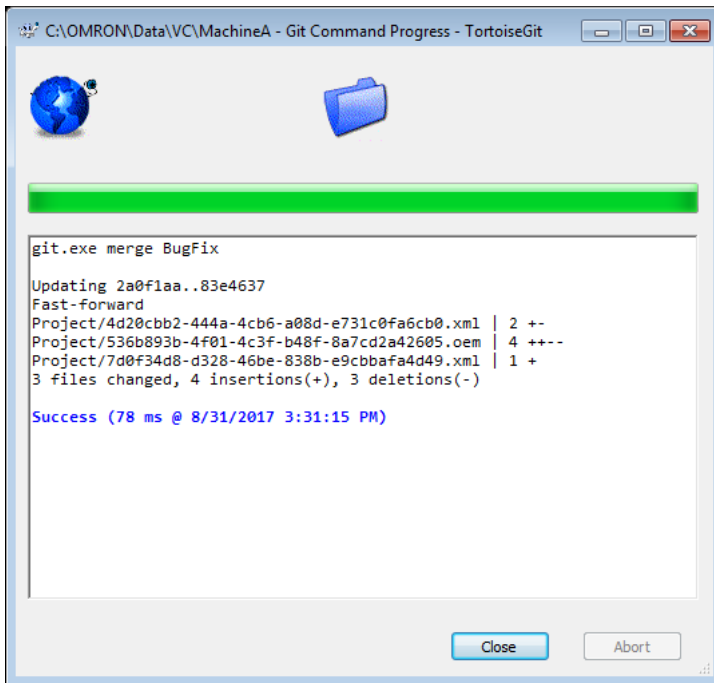 C:\OMRON\Data\VC\MachineA - Git Command Progress - TortoiseGit
git.exe merge BugFix
Updating 2a0f1aa..83e4637
Fast-forward
Project/4d20cbb2-444a-4cb6-a08d-e731c0fa6cb0.xml | 2 +-
Project/536b893b-4f01-4c3f-b48f-8a7cd2a42605.oem | 4 ++--
Project/7d0f34d8-d328-46be-838b-e9cbbafa4d49.xml | 1 +
3 files changed, 4 insertions(+), 3 deletions(-)
Success (78 ms @ 8/31/2017 3:31:15 PM)
Close
Abort